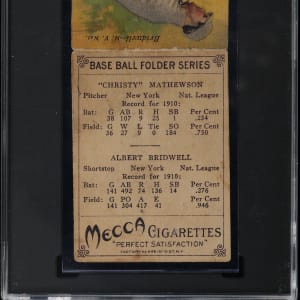 Bridwell - N.Y. Nat.
BASE BALL FOLDER SERIES
"CHRISTY" MATHEWSON
Pitcher New York Nat. League
Record for 1910:
Bat: G AB R H SB Per Cent
38 107 9 25 1 .234
Field: G W L Tie SO Per Ct.
36 27 9 0 184 .750
ALBERT BRIDWELL
Shortstop New York Nat. League
Record for 1910:
Bat: G AB R H SB Per Cent
141 492 74 136 14 .276
Field: G PO A E Per Cent
141 304 417 41 .946
MECCA CIGARETTES
"PERFECT SATISFACTION"